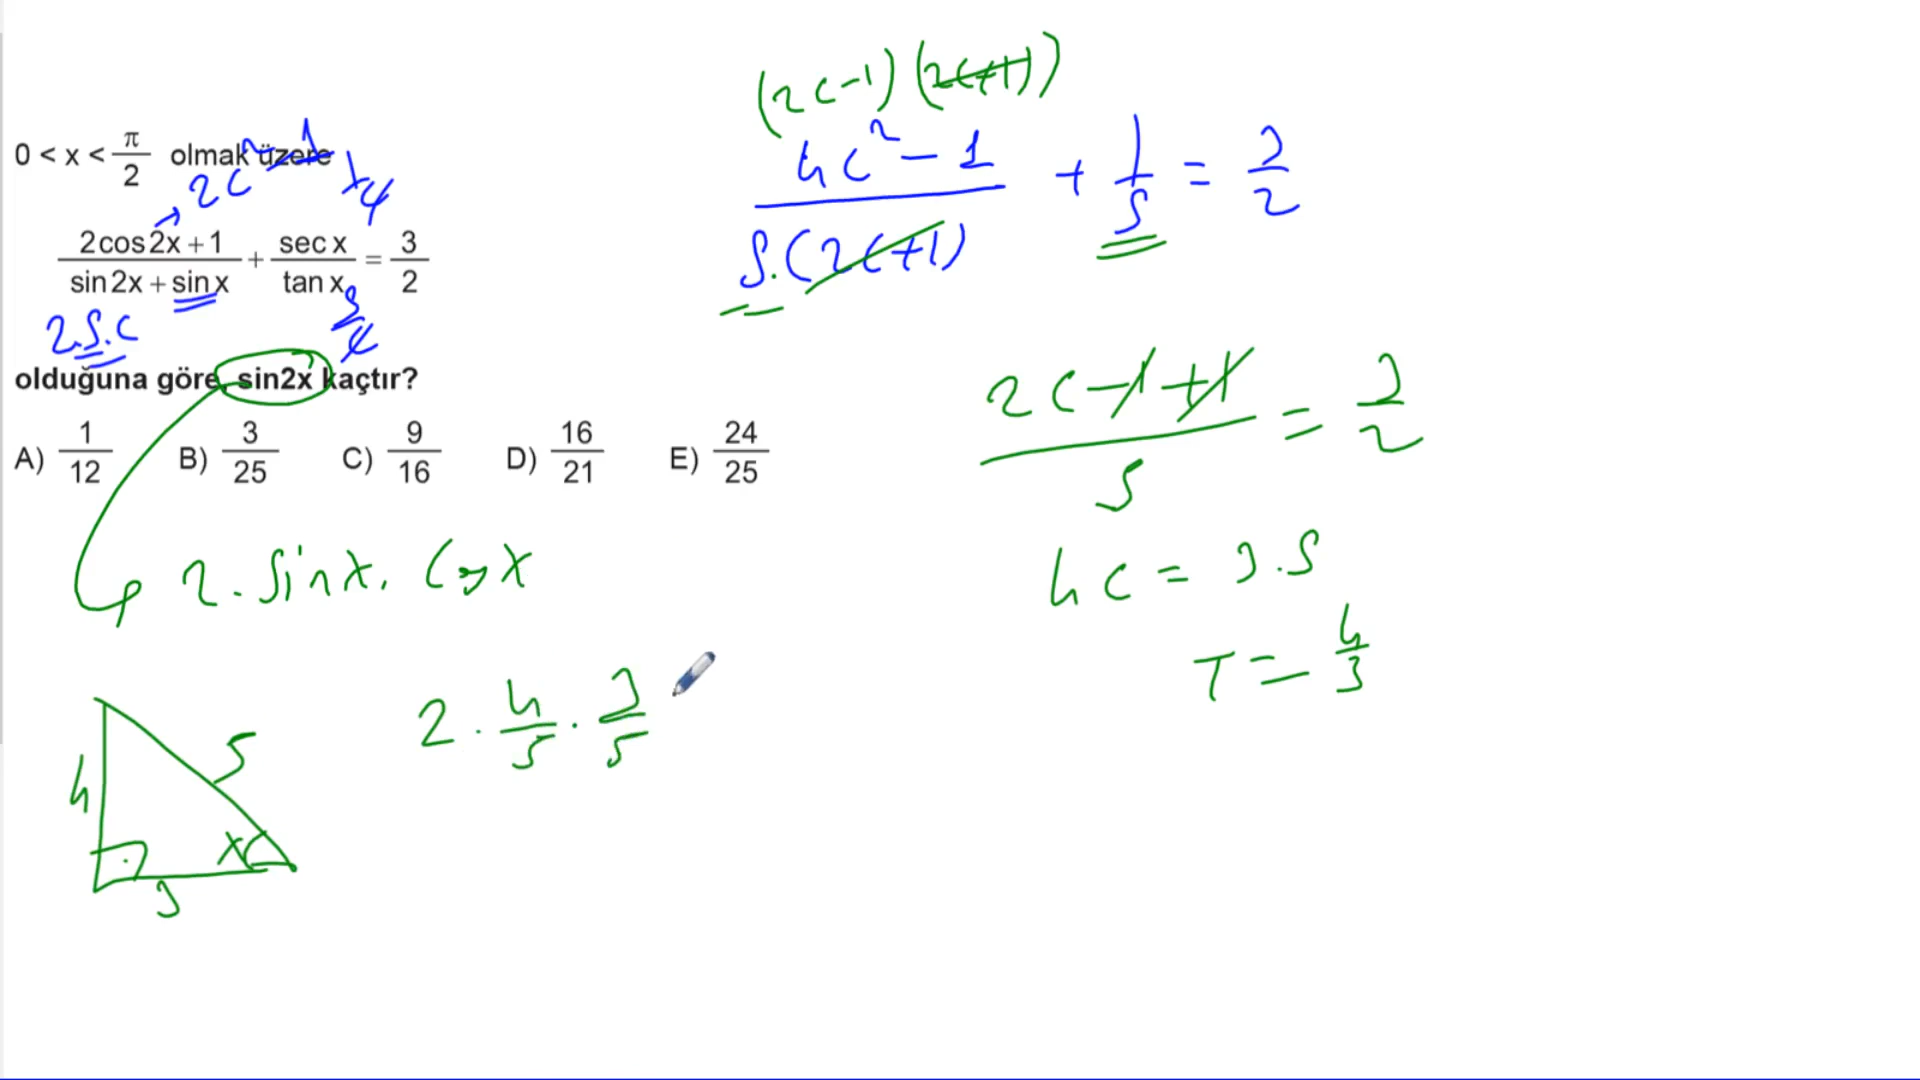 0 < x < π/2 olmak üzere
2c² - 1
1/c
(2cos2x + 1)/(sin2x + sinx) + (sec x)/(tan x) = 3/2
2.s.c
s/c
olduğuna göre, sin2x kaçtır?
A) 1/12 B) 3/25 C) 9/16 D) 16/21 E) 24/25
2. sinx. cosx
4 5 3 x
2 . 4/5 . 3/5
(2c-1) (2c+1)
(4c² - 1)/(s.(2c+1)) + 1/s = 3/2
(2c - 1 + 1)/s = 3/2
4c = 3.s
T = 4/3